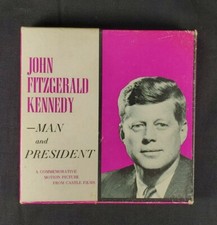 JOHN
FITZGERALD
KENNEDY
—MAN
and
PRESIDENT
A COMMEMORATIVE
MOTION PICTURE
FROM CASTLE FILMS